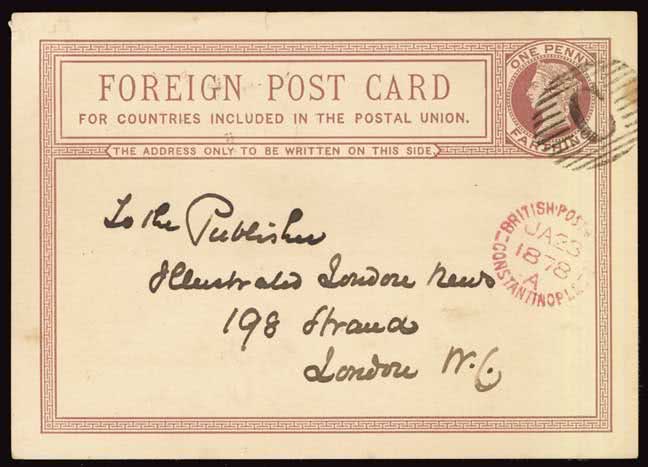 ONE PENNY
FARTHING
FOREIGN POST CARD
FOR COUNTRIES INCLUDED IN THE POSTAL UNION.
THE ADDRESS ONLY TO BE WRITTEN ON THIS SIDE.
To the Publisher
Illustrated London News
198 Strand
London W.C.
BRITISH POST
JA 23
1878
A
CONSTANTINOPLE